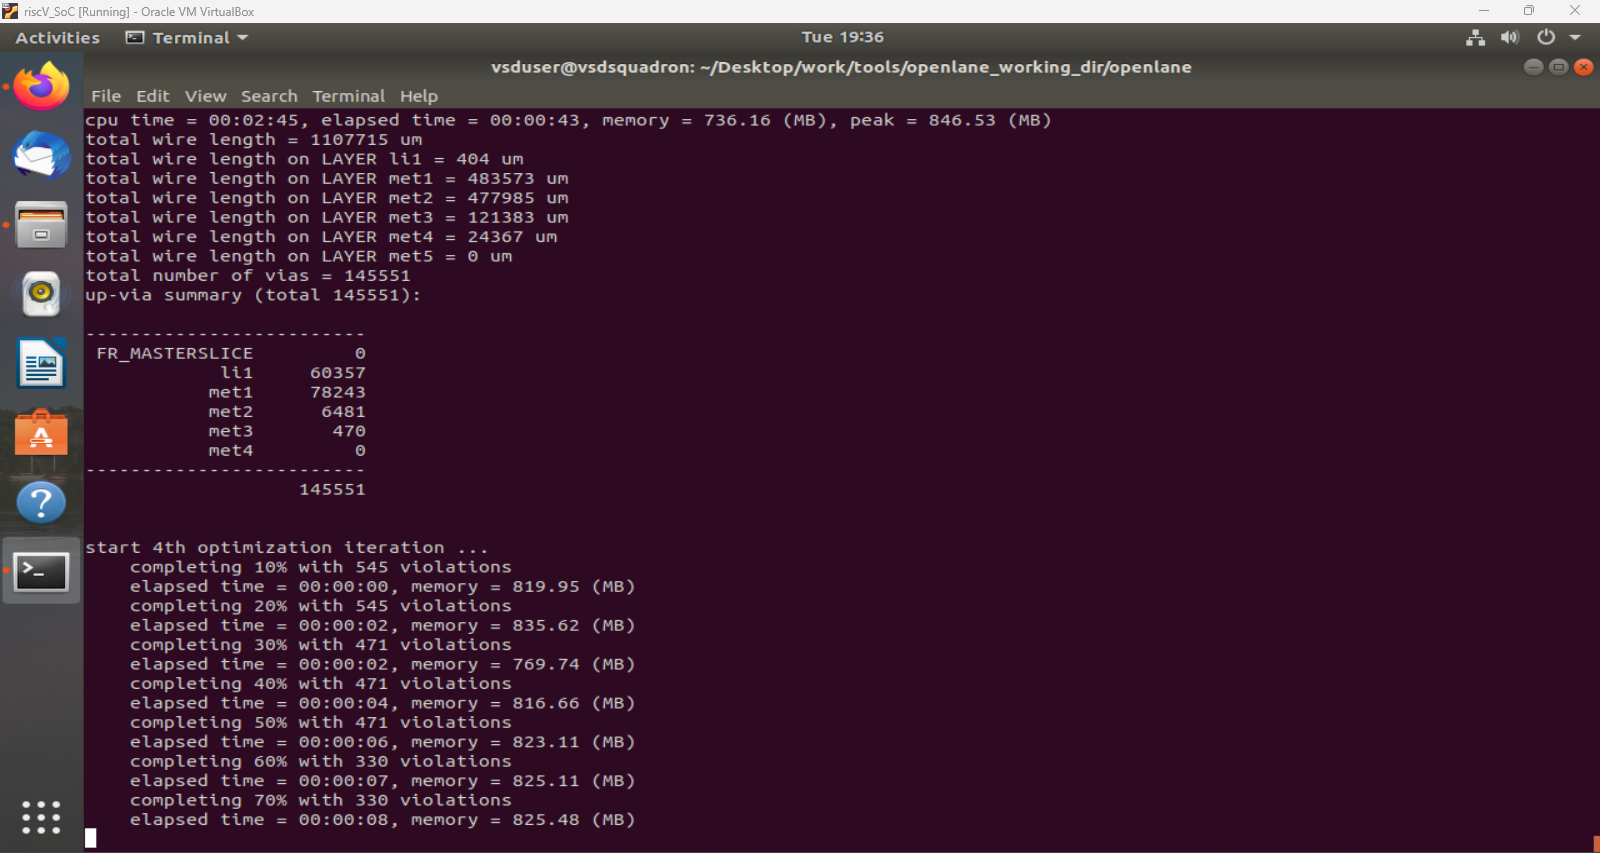 riscV_SoC [Running] - Oracle VM VirtualBox
Activities Terminal Tue 19:36
vsduser@vsdsquadron: ~/Desktop/work/tools/openlane_working_dir/openlane
File Edit View Search Terminal Help
cpu time = 00:02:45, elapsed time = 00:00:43, memory = 736.16 (MB), peak = 846.53 (MB)
total wire length = 1107715 um
total wire length on LAYER li1 = 404 um
total wire length on LAYER met1 = 483573 um
total wire length on LAYER met2 = 477985 um
total wire length on LAYER met3 = 121383 um
total wire length on LAYER met4 = 24367 um
total wire length on LAYER met5 = 0 um
total number of vias = 145551
up-via summary (total 145551):
-------------------------
FR_MASTERSLICE 0
li1 60357
met1 78243
met2 6481
met3 470
met4 0
-------------------------
145551
start 4th optimization iteration ...
completing 10% with 545 violations
elapsed time = 00:00:00, memory = 819.95 (MB)
completing 20% with 545 violations
elapsed time = 00:00:02, memory = 835.62 (MB)
completing 30% with 471 violations
elapsed time = 00:00:02, memory = 769.74 (MB)
completing 40% with 471 violations
elapsed time = 00:00:04, memory = 816.66 (MB)
completing 50% with 471 violations
elapsed time = 00:00:06, memory = 823.11 (MB)
completing 60% with 330 violations
elapsed time = 00:00:07, memory = 825.11 (MB)
completing 70% with 330 violations
elapsed time = 00:00:08, memory = 825.48 (MB)